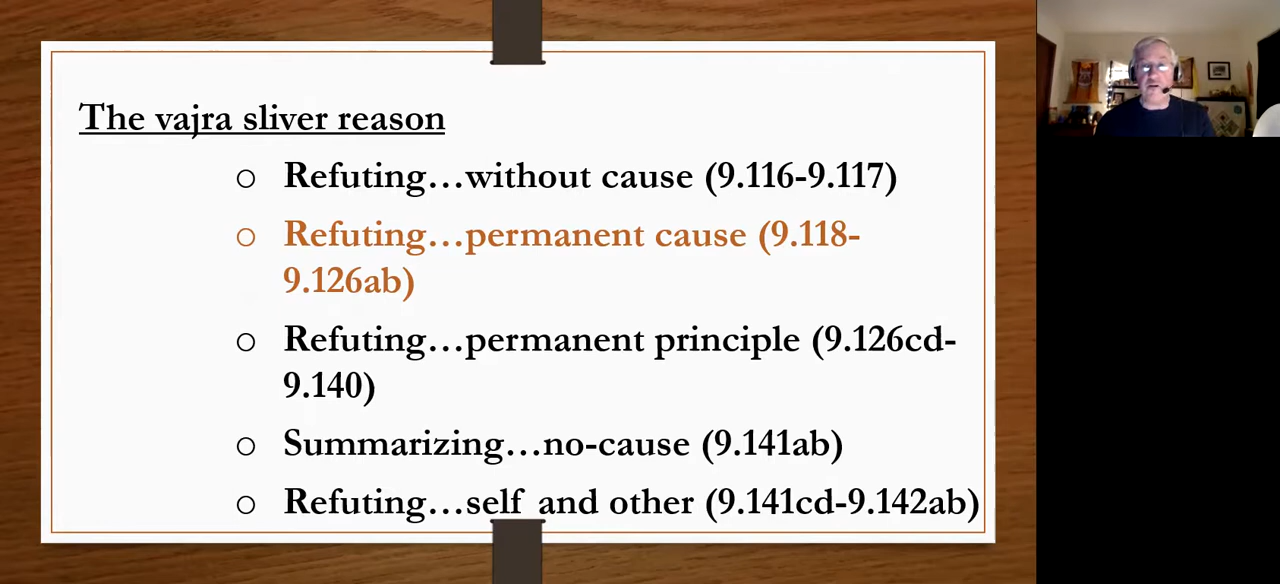 The vajra sliver reason
o Refuting…without cause (9.116-9.117)
o Refuting…permanent cause (9.118-
9.126ab)
o Refuting…permanent principle (9.126cd-
9.140)
o Summarizing…no-cause (9.141ab)
o Refuting…self and other (9.141cd-9.142ab)